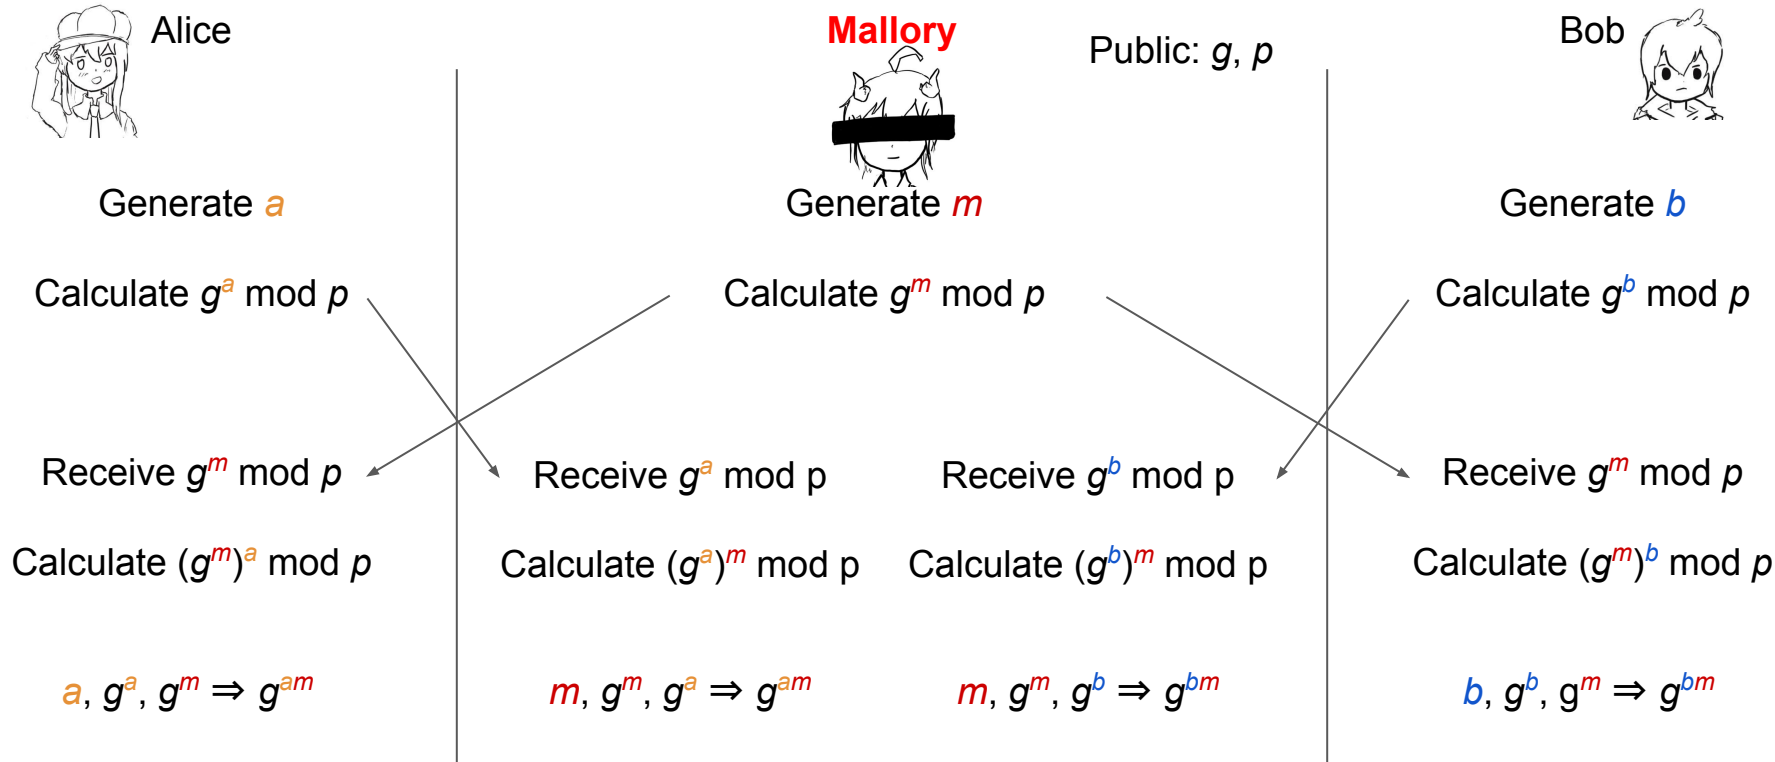 Alice
Mallory
Public: g, p
Bob
Generate a
Generate m
Generate b
Calculate gᵃ mod p
Calculate gᵐ mod p
Calculate gᵇ mod p
Receive gᵐ mod p
Receive gᵃ mod p
Receive gᵇ mod p
Receive gᵐ mod p
Calculate (gᵐ)ᵃ mod p
Calculate (gᵃ)ᵐ mod p
Calculate (gᵇ)ᵐ mod p
Calculate (gᵐ)ᵇ mod p
a, gᵃ, gᵐ ⇒ gᵃᵐ
m, gᵐ, gᵃ ⇒ gᵃᵐ
m, gᵐ, gᵇ ⇒ gᵇᵐ
b, gᵇ, gᵐ ⇒ gᵇᵐ